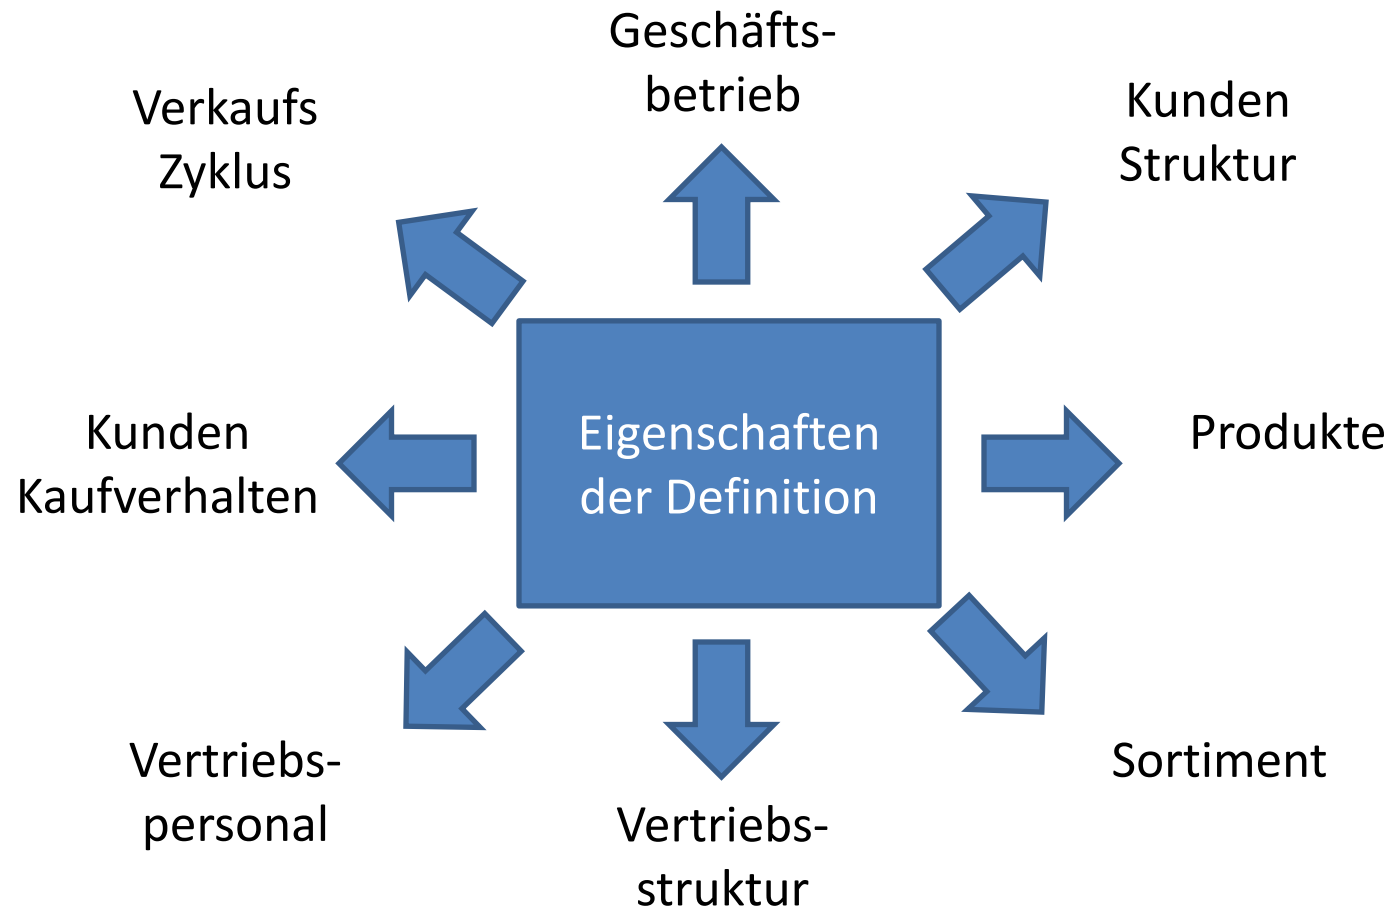 Geschäfts-
betrieb
Verkaufs
Zyklus
Kunden
Struktur
Kunden
Kaufverhalten
Eigenschaften
der Definition
Produkte
Vertriebs-
personal
Vertriebs-
struktur
Sortiment